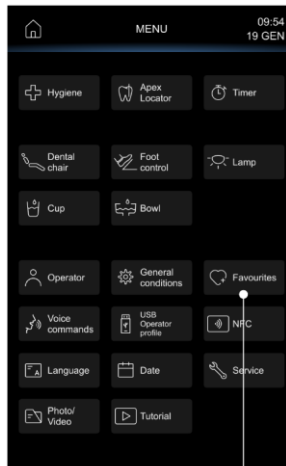 MENU
09:54
19 GEN
Hygiene
Apex
Locator
Timer
Dental
chair
Foot
control
Lamp
Cup
Bowl
Operator
General
conditions
Favourites
Voice
commands
USB
Operator
profile
NFC
Language
A
Date
Service
Photo/
Video
Tutorial